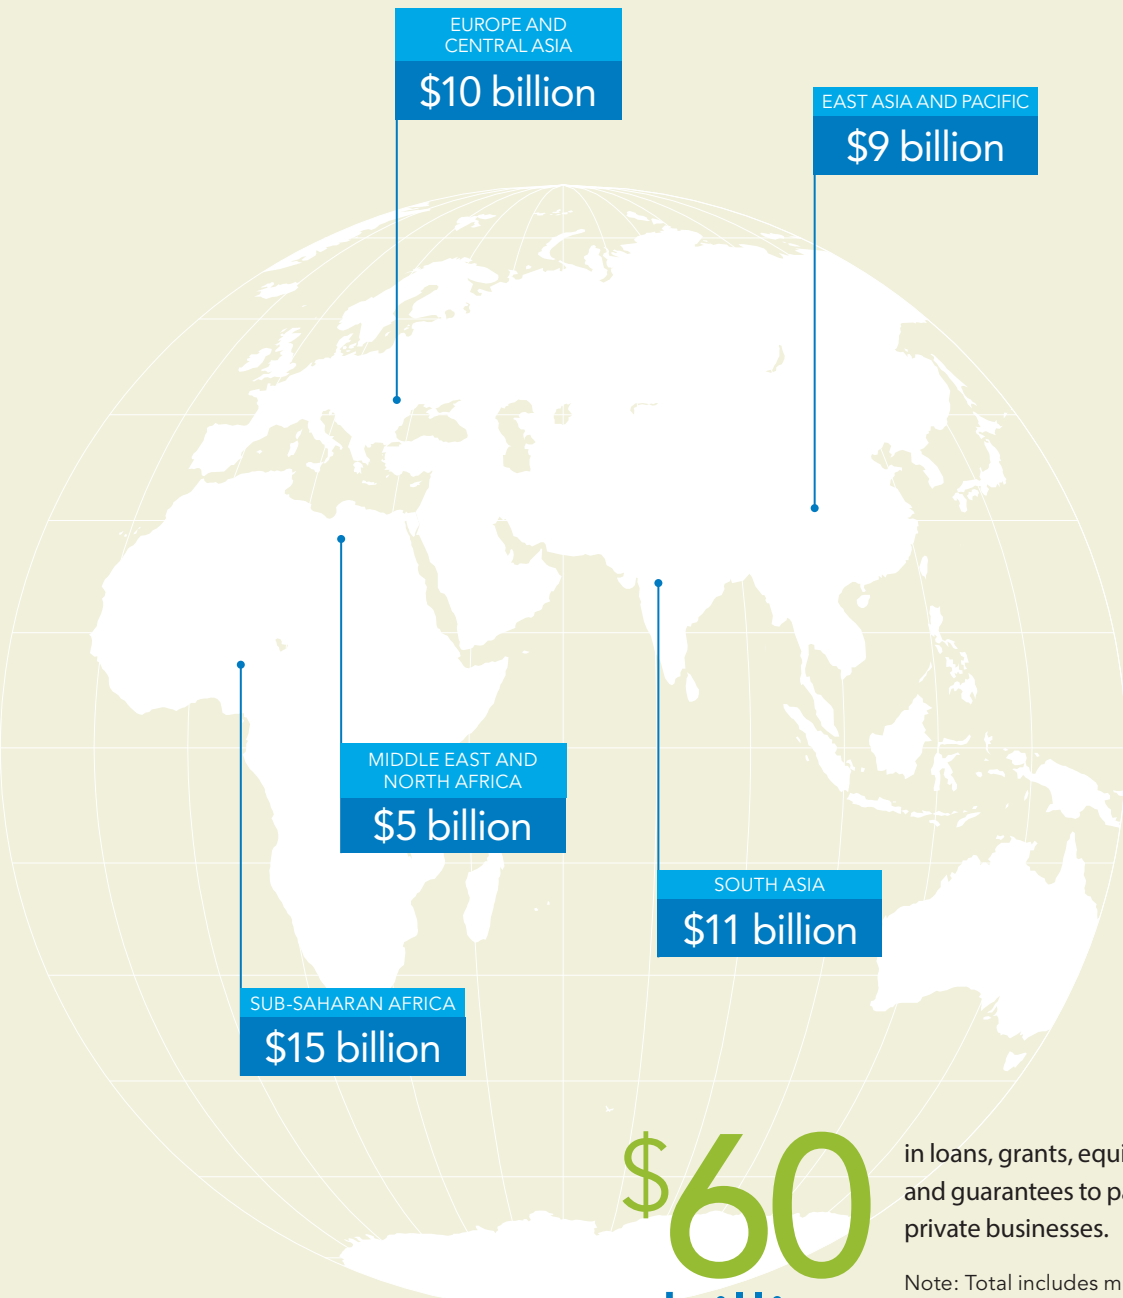 EUROPE AND
CENTRAL ASIA
$10 billion
EAST ASIA AND PACIFIC
$9 billion
MIDDLE EAST AND
NORTH AFRICA
$5 billion
SOUTH ASIA
$11 billion
SUB-SAHARAN AFRICA
$15 billion
$60
in loans, grants,
and guarantees to
private businesses.
Note: Total includes